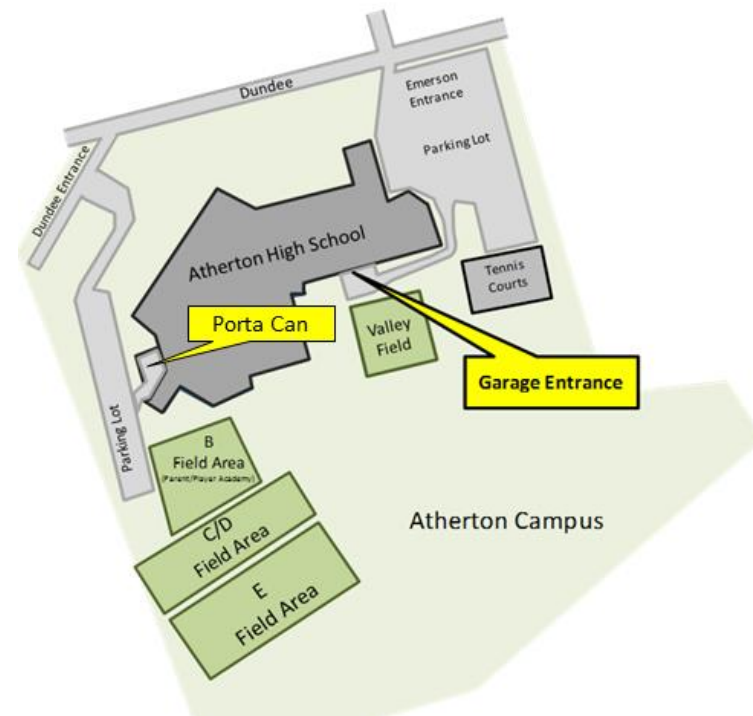 Dundee
Emerson
Entrance
Parking Lot
Dundee Entrance
Atherton High School
Tennis
Courts
Porta Can
Valley
Field
Garage Entrance
Parking Lot
B
Field Area
(Parent/Player Academy)
C/D
Field Area
E
Field Area
Atherton Campus